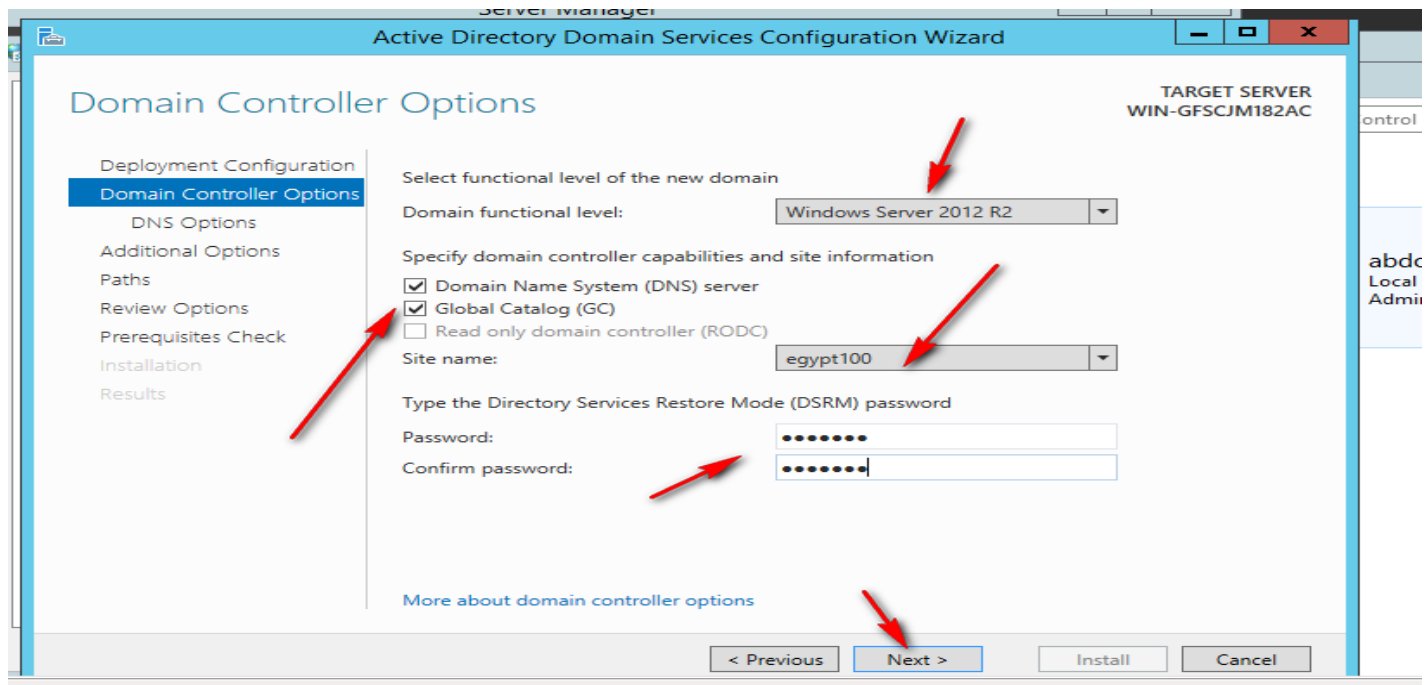 Server Manager
Active Directory Domain Services Configuration Wizard
Domain Controller Options
TARGET SERVER
WIN-GFSCJM182AC
Deployment Configuration
Domain Controller Options
DNS Options
Additional Options
Paths
Review Options
Prerequisites Check
Installation
Results
Select functional level of the new domain
Domain functional level: Windows Server 2012 R2
Specify domain controller capabilities and site information
Domain Name System (DNS) server
Global Catalog (GC)
Read only domain controller (RODC)
Site name: egypt100
Type the Directory Services Restore Mode (DSRM) password
Password: •••••••
Confirm password: •••••••
More about domain controller options
< Previous Next > Install Cancel
ontrol
Local